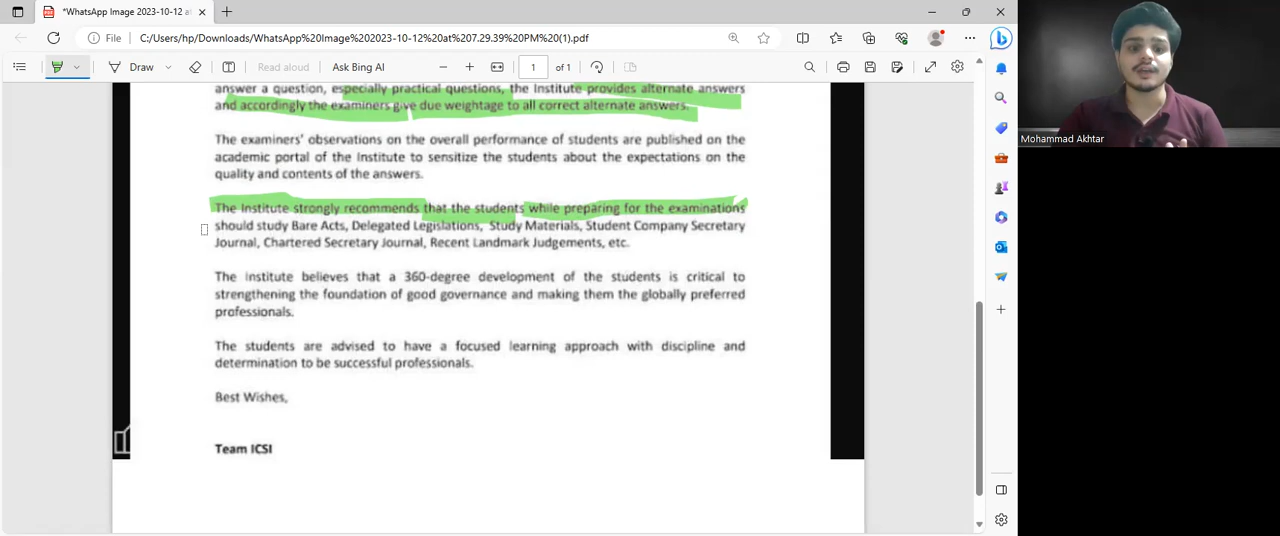 *WhatsApp Image 2023-10-12 at
File
C:/Users/hp/Downloads/WhatsApp%20Image%202023-10-12%20at%207.29.39%20PM%20(1).pdf
Draw
Read aloud
Ask Bing AI
1
of 1
answer a question, especially practical questions, the Institute provides alternate answers
and accordingly the examiners give due weightage to all correct alternate answers.
The examiners' observations on the overall performance of students are published on the
academic portal of the Institute to sensitize the students about the expectations on the
quality and contents of the answers.
The Institute strongly recommends that the students while preparing for the examinations
should study Bare Acts, Delegated Legislations, Study Materials, Student Company Secretary
Journal, Chartered Secretary Journal, Recent Landmark Judgements, etc.
The Institute believes that a 360-degree development of the students is critical to
strengthening the foundation of good governance and making them the globally preferred
professionals.
The students are advised to have a focused learning approach with discipline and
determination to be successful professionals.
Best Wishes,
Team ICSI
Mohammad Akhtar